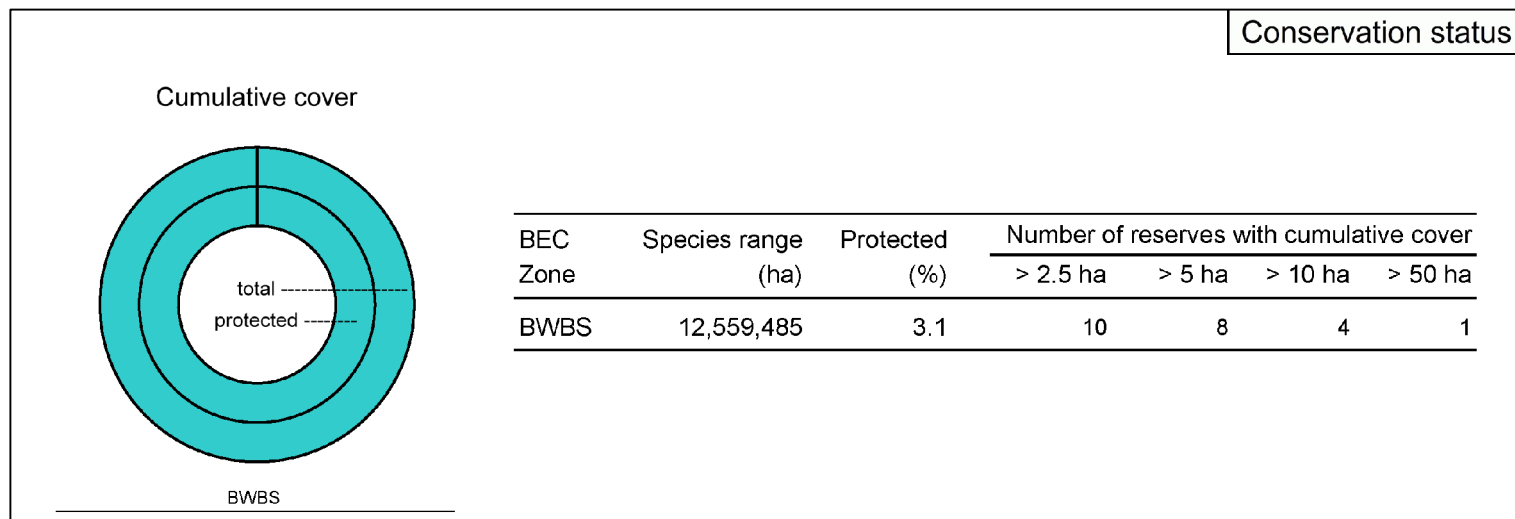 Conservation status
Cumulative cover
total
protected
BWBS
BEC Species range Protected Number of reserves with cumulative cover
Zone (ha) (%) > 2.5 ha > 5 ha > 10 ha > 50 ha
BWBS 12,559,485 3.1 10 8 4 1